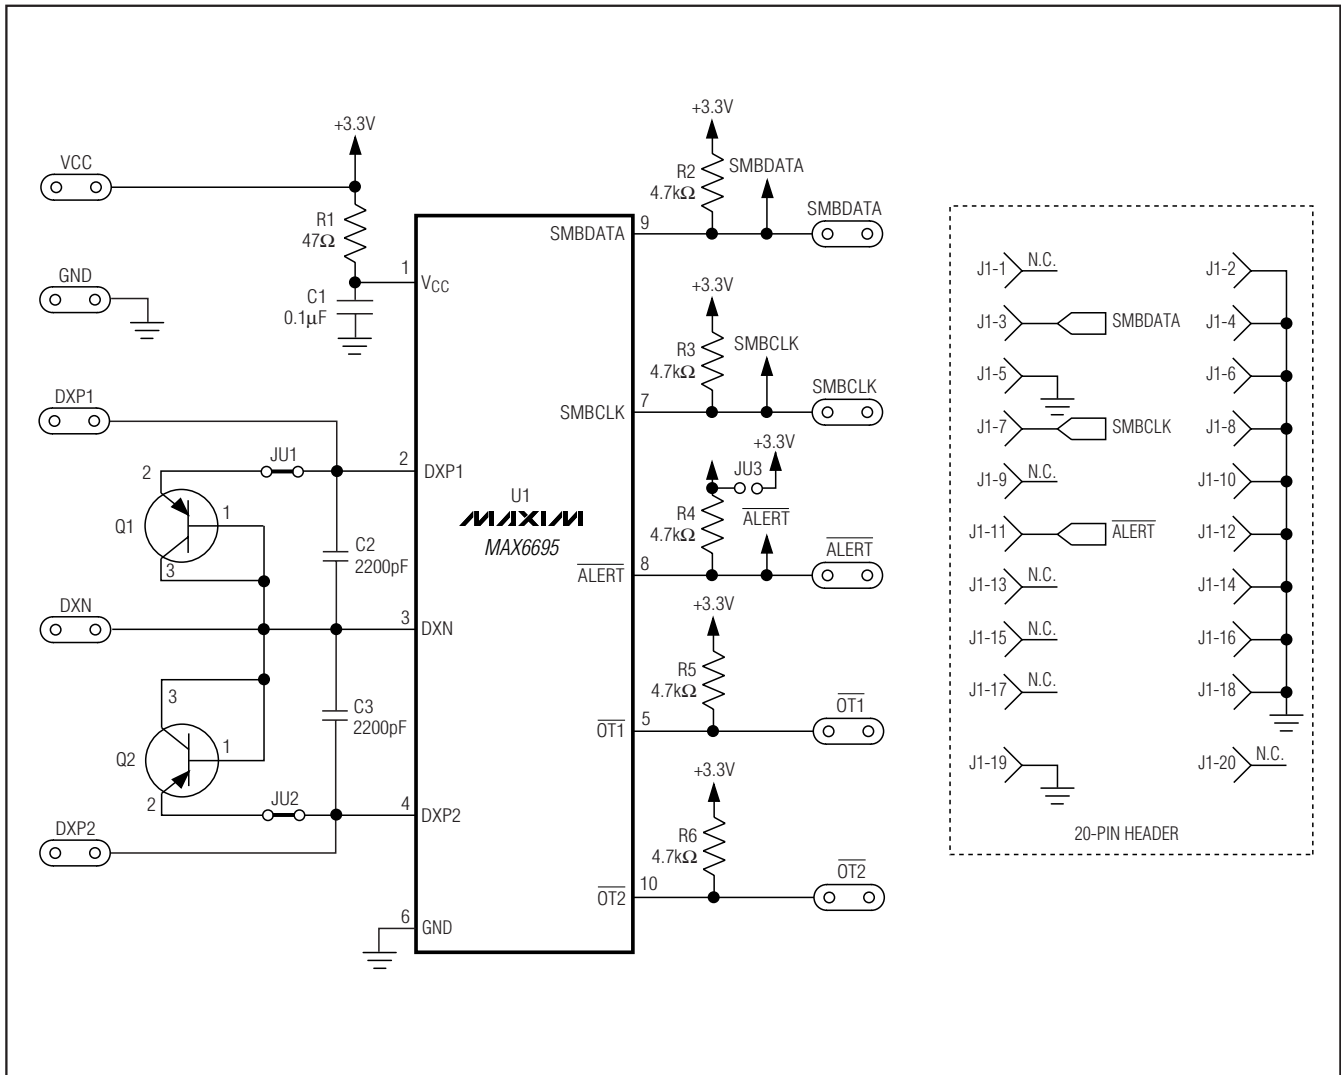 VCC
+3.3V
R1
47Ω
GND
C1
0.1µF
1
VCC
DXP1
JU1
2
DXP1
2
Q1
1
3
C2
2200pF
DXN
3
DXN
3
Q2
1
2
C3
2200pF
JU2
4
DXP2
DXP2
6
GND
U1
MAXIM
MAX6695
+3.3V
R2
4.7kΩ
SMBDATA
SMBDATA
9
SMBDATA
+3.3V
R3
4.7kΩ
SMBCLK
SMBCLK
7
SMBCLK
+3.3V
JU3
R4
4.7kΩ
ALERT
ALERT
8
ALERT
+3.3V
R5
4.7kΩ
OT1
5
OT1
+3.3V
R6
4.7kΩ
OT2
10
OT2
J1-1 N.C.
J1-2
J1-3 SMBDATA
J1-4
J1-5
J1-6
J1-7 SMBCLK
J1-8
J1-9 N.C.
J1-10
J1-11 ALERT
J1-12
J1-13 N.C.
J1-14
J1-15 N.C.
J1-16
J1-17 N.C.
J1-18
J1-19
J1-20 N.C.
20-PIN HEADER